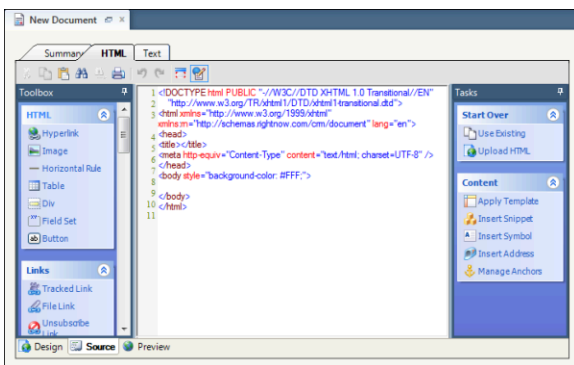 New Document
Summary HTML Text
Toolbox
HTML
Hyperlink
Image
Horizontal Rule
Table
Div
Field Set
ab Button
Links
Tracked Link
File Link
Unsubscribe
Link
1 <!DOCTYPE html PUBLIC "-//W3C//DTD XHTML 1.0 Transitional//EN"
2 "http://www.w3.org/TR/xhtml1/DTD/xhtml1-transitional.dtd">
3 <html xmlns="http://www.w3.org/1999/xhtml"
xmlns:rn="http://schemas.rightnow.com/crm/document" lang="en">
4 <head>
5 <title></title>
6 <meta http-equiv="Content-Type" content="text/html; charset=UTF-8" />
7 </head>
8 <body style="background-color: #FFF;">
9 </body>
10 </html>
11
Tasks
Start Over
Use Existing
Upload HTML
Content
Apply Template
Insert Snippet
Insert Symbol
Insert Address
Manage Anchors
Design Source Preview